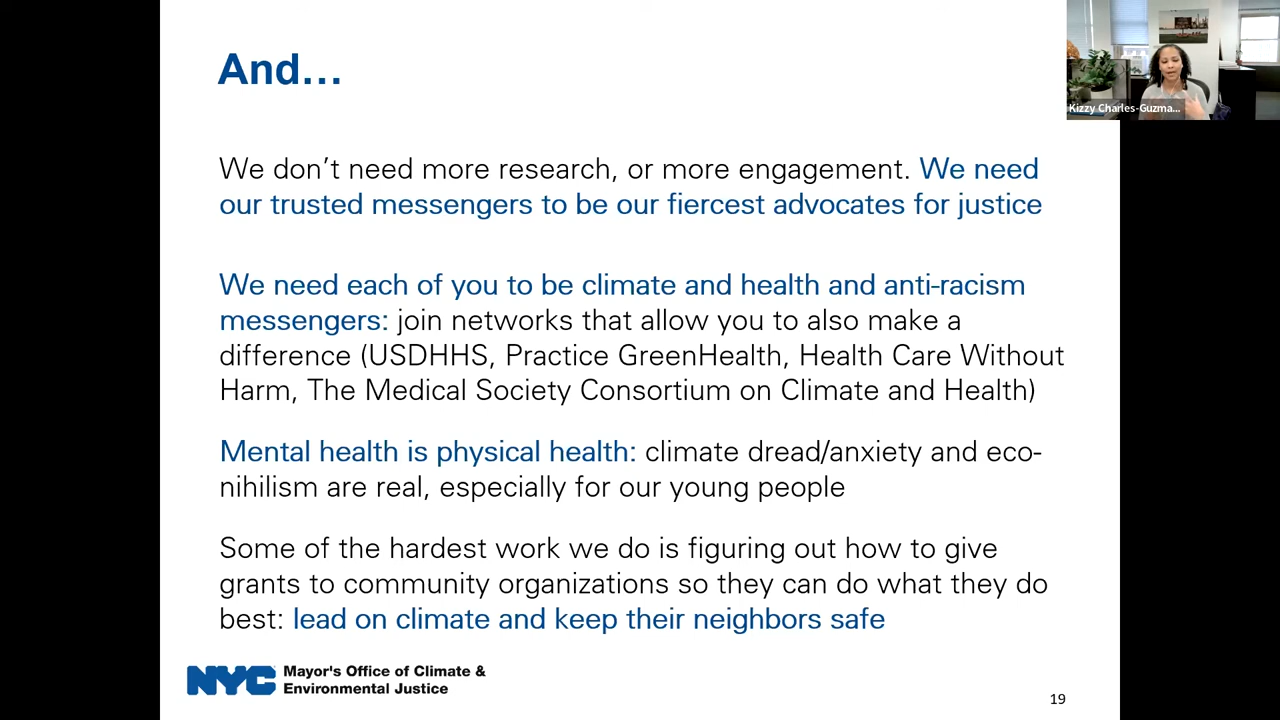 And…
Kizzy Charles-Guzma...
We don’t need more research, or more engagement. We need
our trusted messengers to be our fiercest advocates for justice
We need each of you to be climate and health and anti-racism
messengers: join networks that allow you to also make a
difference (USDHHS, Practice GreenHealth, Health Care Without
Harm, The Medical Society Consortium on Climate and Health)
Mental health is physical health: climate dread/anxiety and eco-
nihilism are real, especially for our young people
Some of the hardest work we do is figuring out how to give
grants to community organizations so they can do what they do
best: lead on climate and keep their neighbors safe
NYC Mayor's Office of Climate &
Environmental Justice
19